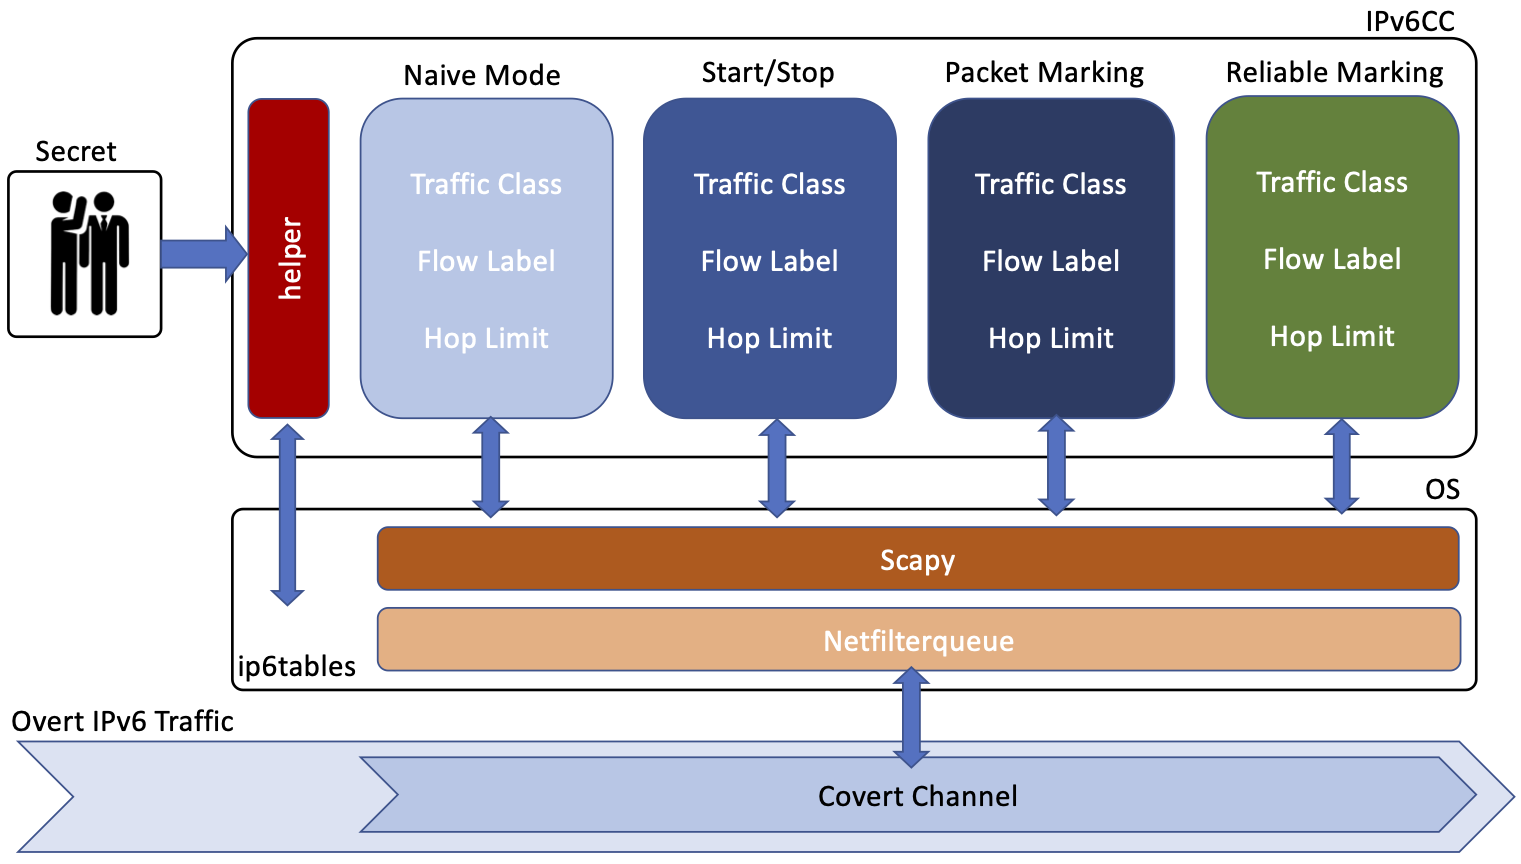 IPv6CC
Naive Mode
Start/Stop
Packet Marking
Reliable Marking
Secret
helper
Traffic Class
Flow Label
Hop Limit
Traffic Class
Flow Label
Hop Limit
Traffic Class
Flow Label
Hop Limit
Traffic Class
Flow Label
Hop Limit
OS
Scapy
Netfilterqueue
ip6tables
Overt IPv6 Traffic
Covert Channel